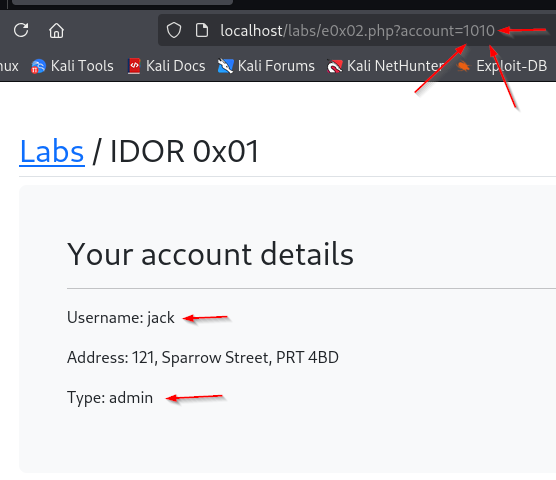 localhost/labs/e0x02.php?account=1010
nux Kali Tools Kali Docs Kali Forums Kali NetHunter Exploit-DB
Labs / IDOR 0x01
Your account details
Username: jack
Address: 121, Sparrow Street, PRT 4BD
Type: admin